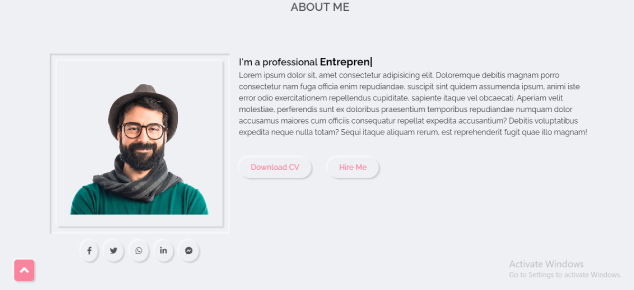 ABOUT ME
I'm a professional Entrepren|
Lorem ipsum dolor sit, amet consectetur adipisicing elit. Doloremque debitis magnam porro
consectetur nam fuga officia enim repudiandae, suscipit sint quidem assumenda ipsum, animi iste
error odio exercitationem repellendus cupiditate, sapiente itaque vel obcaecati. Aperiam velit
molestiae, perferendis sunt ex doloribus praesentium temporibus repudiandae numquam dolor
accusamus maiores cum officiis consequatur repellat expedita accusantium? Debitis voluptatibus
expedita neque nulla totam? Sequi itaque aliquam rerum, est reprehenderit fugit quae illo magnam!
Download CV
Hire Me
Activate Windows
Go to Settings to activate Windows.